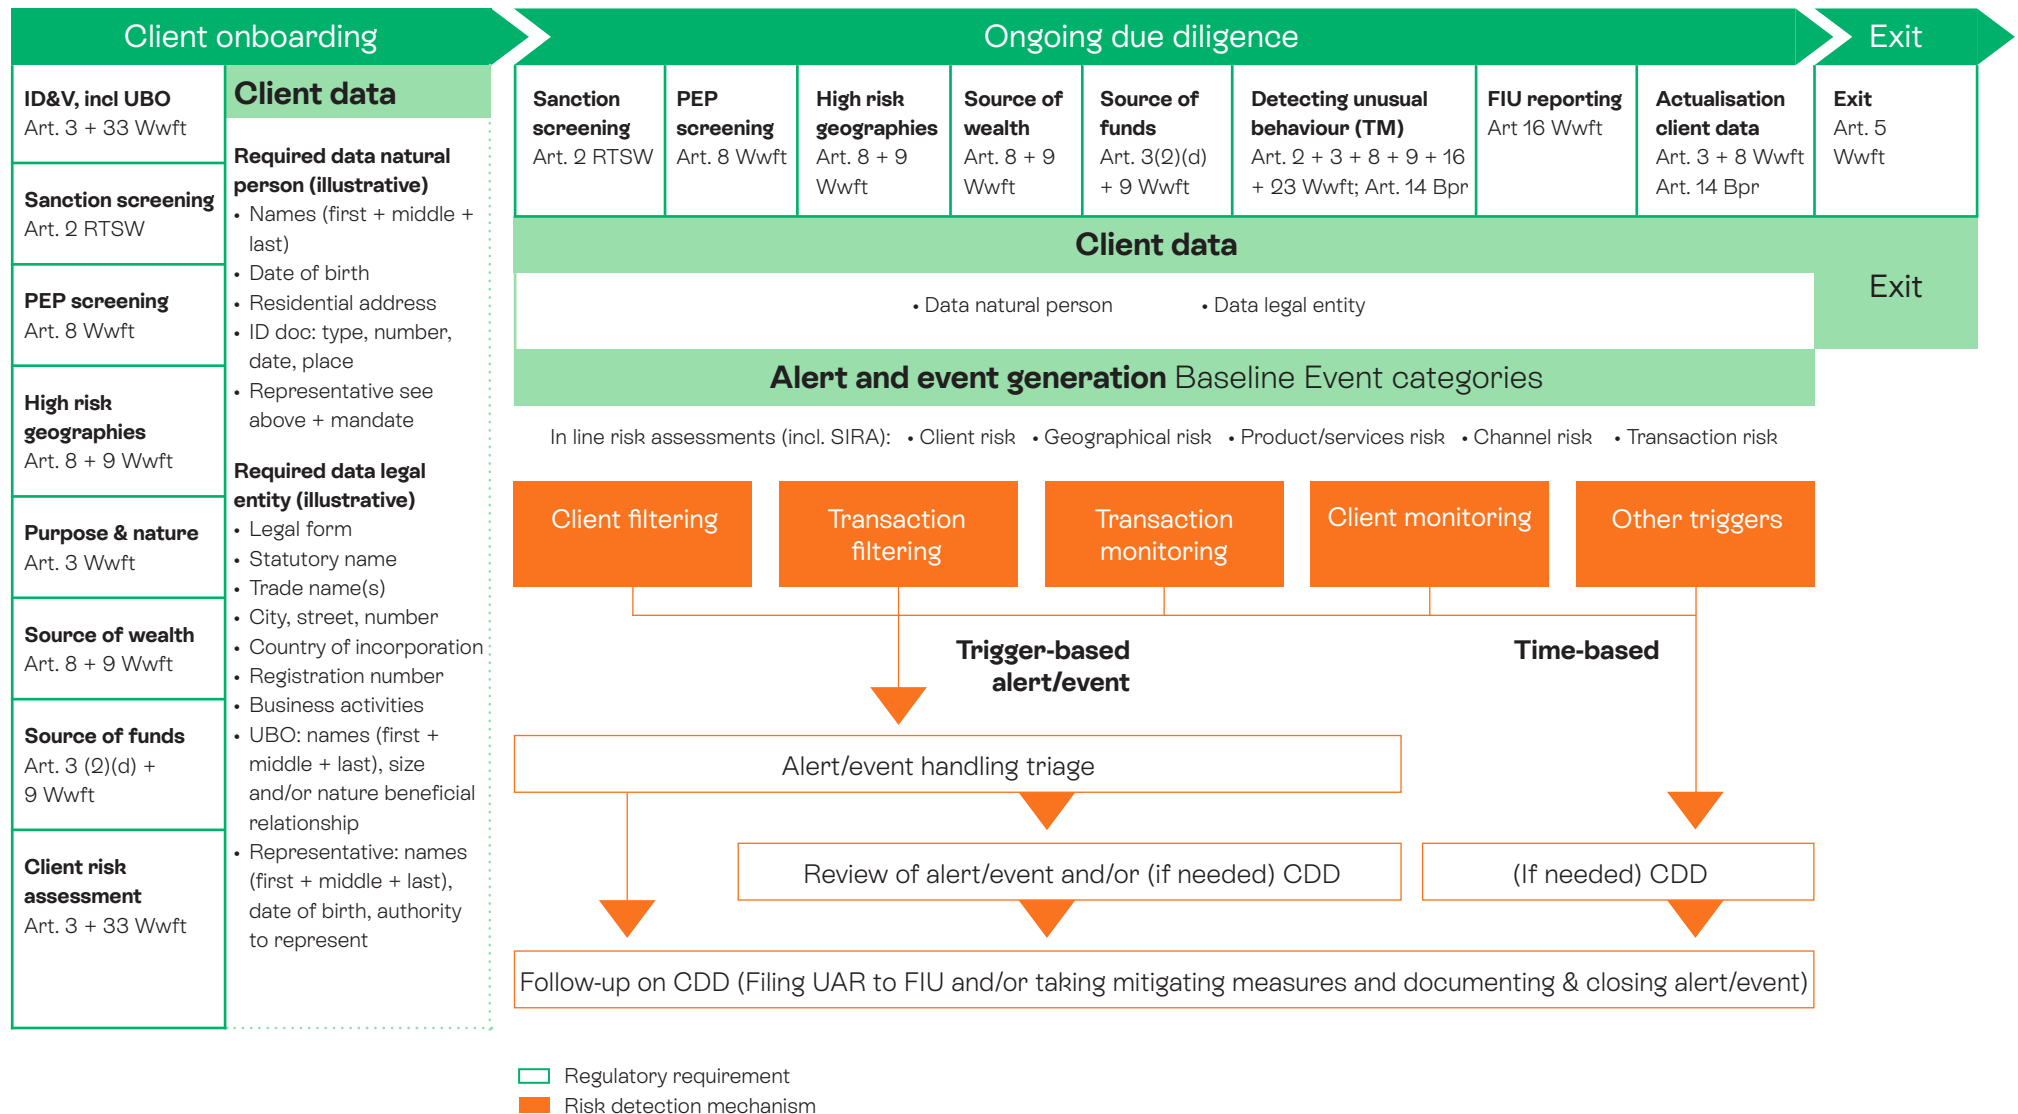 Client onboarding
Ongoing due diligence
Exit
ID&V, incl UBO
Art. 3 + 33 Wwft
Sanction screening
Art. 2 RTSW
PEP screening
Art. 8 Wwft
High risk
geographies
Art. 8 + 9 Wwft
Purpose & nature
Art. 3 Wwft
Source of wealth
Art. 8 + 9 Wwft
Source of funds
Art. 3 (2)(d) +
9 Wwft
Client risk
assessment
Art. 3 + 33 Wwft
Client data
Required data natural
person (illustrative)
• Names (first + middle +
last)
• Date of birth
• Residential address
• ID doc: type, number,
date, place
• Representative see
above + mandate
Required data legal
entity (illustrative)
• Legal form
• Statutory name
• Trade name(s)
• City, street, number
• Country of incorporation
• Registration number
• Business activities
• UBO: names (first +
middle + last), size
and/or nature beneficial
relationship
• Representative: names
(first + middle + last),
date of birth, authority
to represent
Sanction
screening
Art. 2 RTSW
PEP
screening
Art. 8 Wwft
High risk
geographies
Art. 8 + 9
Wwft
Source of
wealth
Art. 8 + 9
Wwft
Source of
funds
Art. 3(2)(d)
+ 9 Wwft
Detecting unusual
behaviour (TM)
Art. 2 + 3 + 8 + 9 + 16
+ 23 Wwft; Art. 14 Bpr
FIU reporting
Art 16 Wwft
Actualisation
client data
Art. 3 + 8 Wwft
Art. 14 Bpr
Exit
Art. 5
Wwft
Client data
• Data natural person • Data legal entity
Exit
Alert and event generation Baseline Event categories
In line risk assessments (incl. SIRA): • Client risk • Geographical risk • Product/services risk • Channel risk • Transaction risk
Client filtering
Transaction
filtering
Transaction
monitoring
Client monitoring
Other triggers
Trigger-based
alert/event
Time-based
Alert/event handling triage
Review of alert/event and/or (if needed) CDD
(If needed) CDD
Follow-up on CDD (Filing UAR to FIU and/or taking mitigating measures and documenting & closing alert/event)
Regulatory requirement
Risk detection mechanism